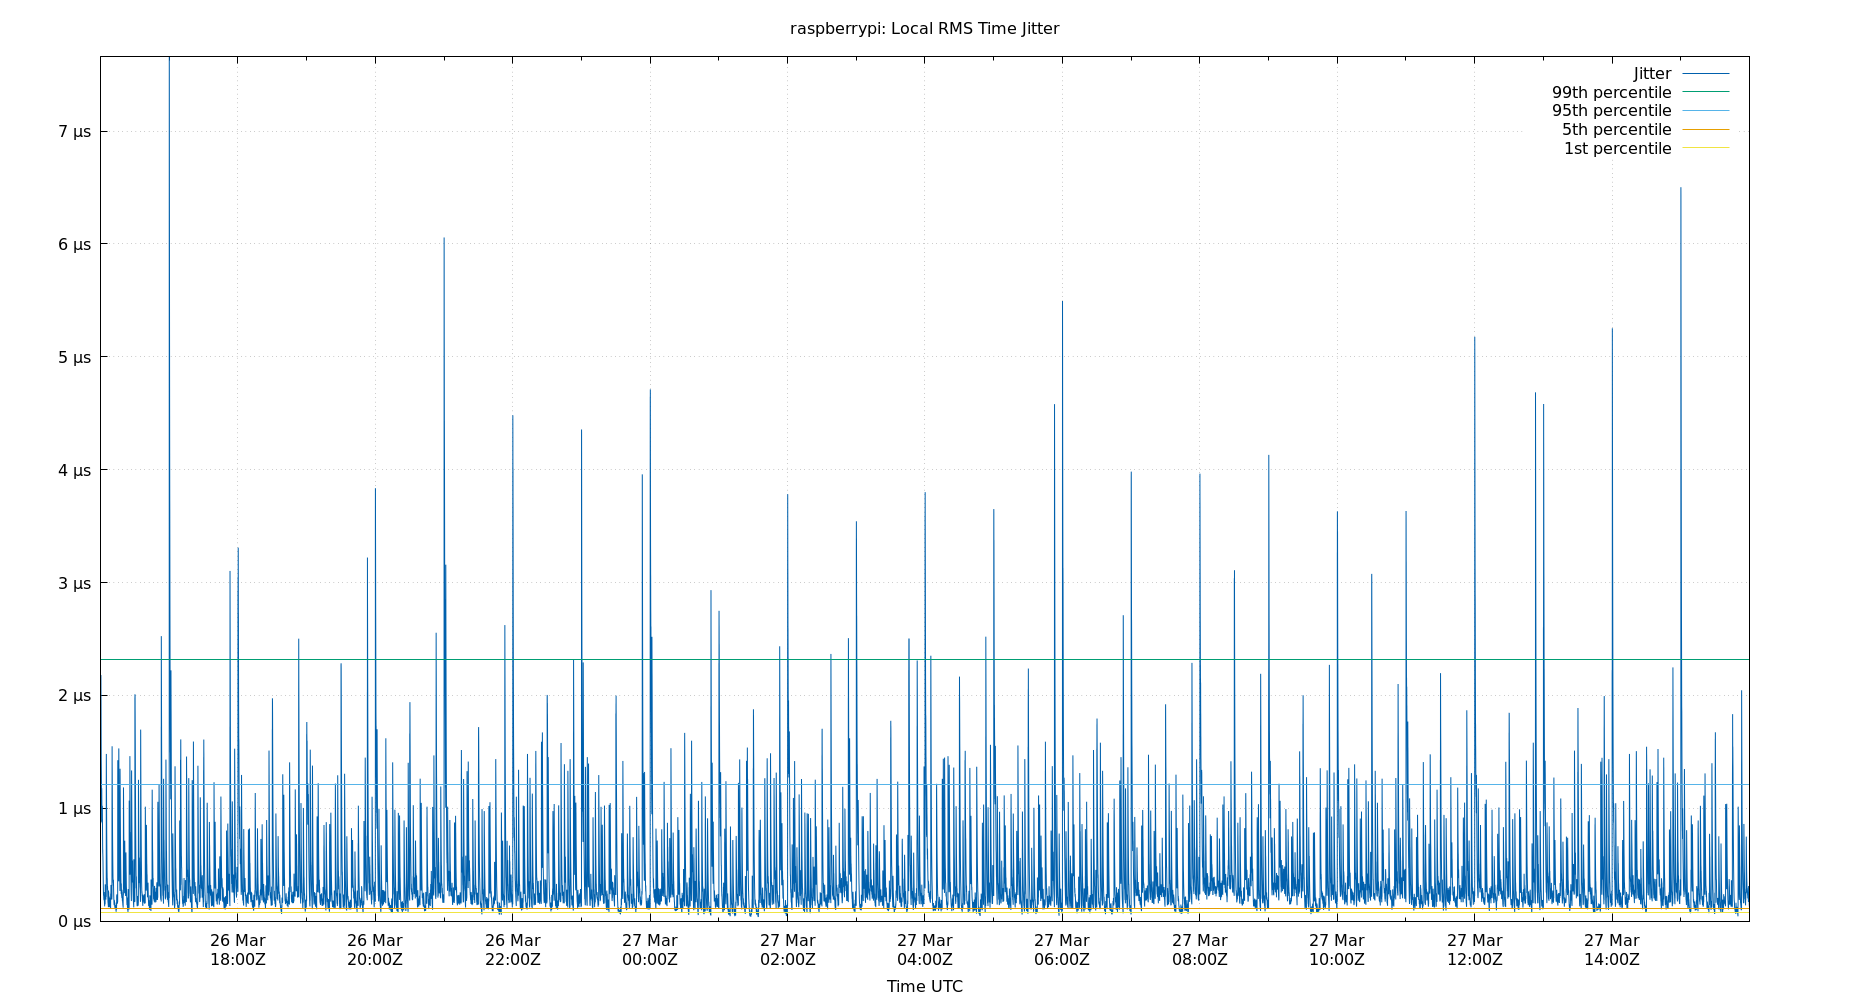 raspberrypi: Local RMS Time Jitter
Jitter
99th percentile
95th percentile
5th percentile
1st percentile
7 µs
6 µs
5 µs
4 µs
3 µs
2 µs
1 µs
0 µs
26 Mar 26 Mar 26 Mar 27 Mar 27 Mar 27 Mar 27 Mar 27 Mar 27 Mar 27 Mar 27 Mar
18:00Z 20:00Z 22:00Z 00:00Z 02:00Z 04:00Z 06:00Z 08:00Z 10:00Z 12:00Z 14:00Z
Time UTC